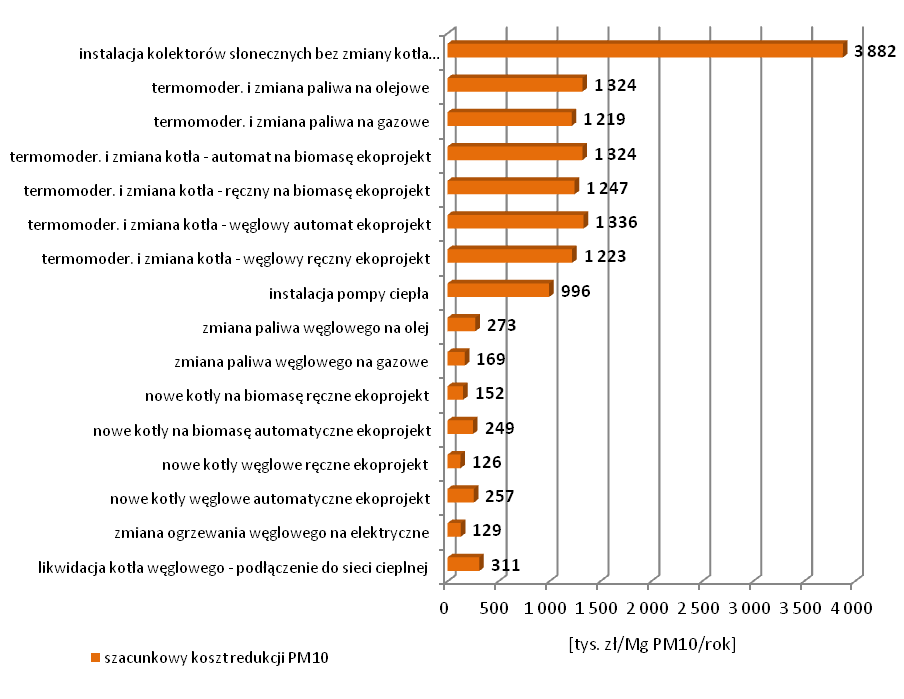 instalacja kolektorów słonecznych bez zmiany kotła... 3 882
termomoder. i zmiana paliwa na olejowe 1 324
termomoder. i zmiana paliwa na gazowe 1 219
termomoder. i zmiana kotła - automat na biomasę ekoprojekt 1 324
termomoder. i zmiana kotła - ręczny na biomasę ekoprojekt 1 247
termomoder. i zmiana kotła - węglowy automat ekoprojekt 1 336
termomoder. i zmiana kotła - węglowy ręczny ekoprojekt 1 223
instalacja pompy ciepła 996
zmiana paliwa węglowego na olej 273
zmiana paliwa węglowego na gazowe 169
nowe kotły na biomasę ręczne ekoprojekt 152
nowe kotły na biomasę automatyczne ekoprojekt 249
nowe kotły węglowe ręczne ekoprojekt 126
nowe kotły węglowe automatyczne ekoprojekt 257
zmiana ogrzewania węglowego na elektryczne 129
likwidacja kotła węglowego - podłączenie do sieci cieplnej 311
0 500 1 000 1 500 2 000 2 500 3 000 3 500 4 000
[tys. zł/Mg PM10/rok]
szacunkowy koszt redukcji PM10